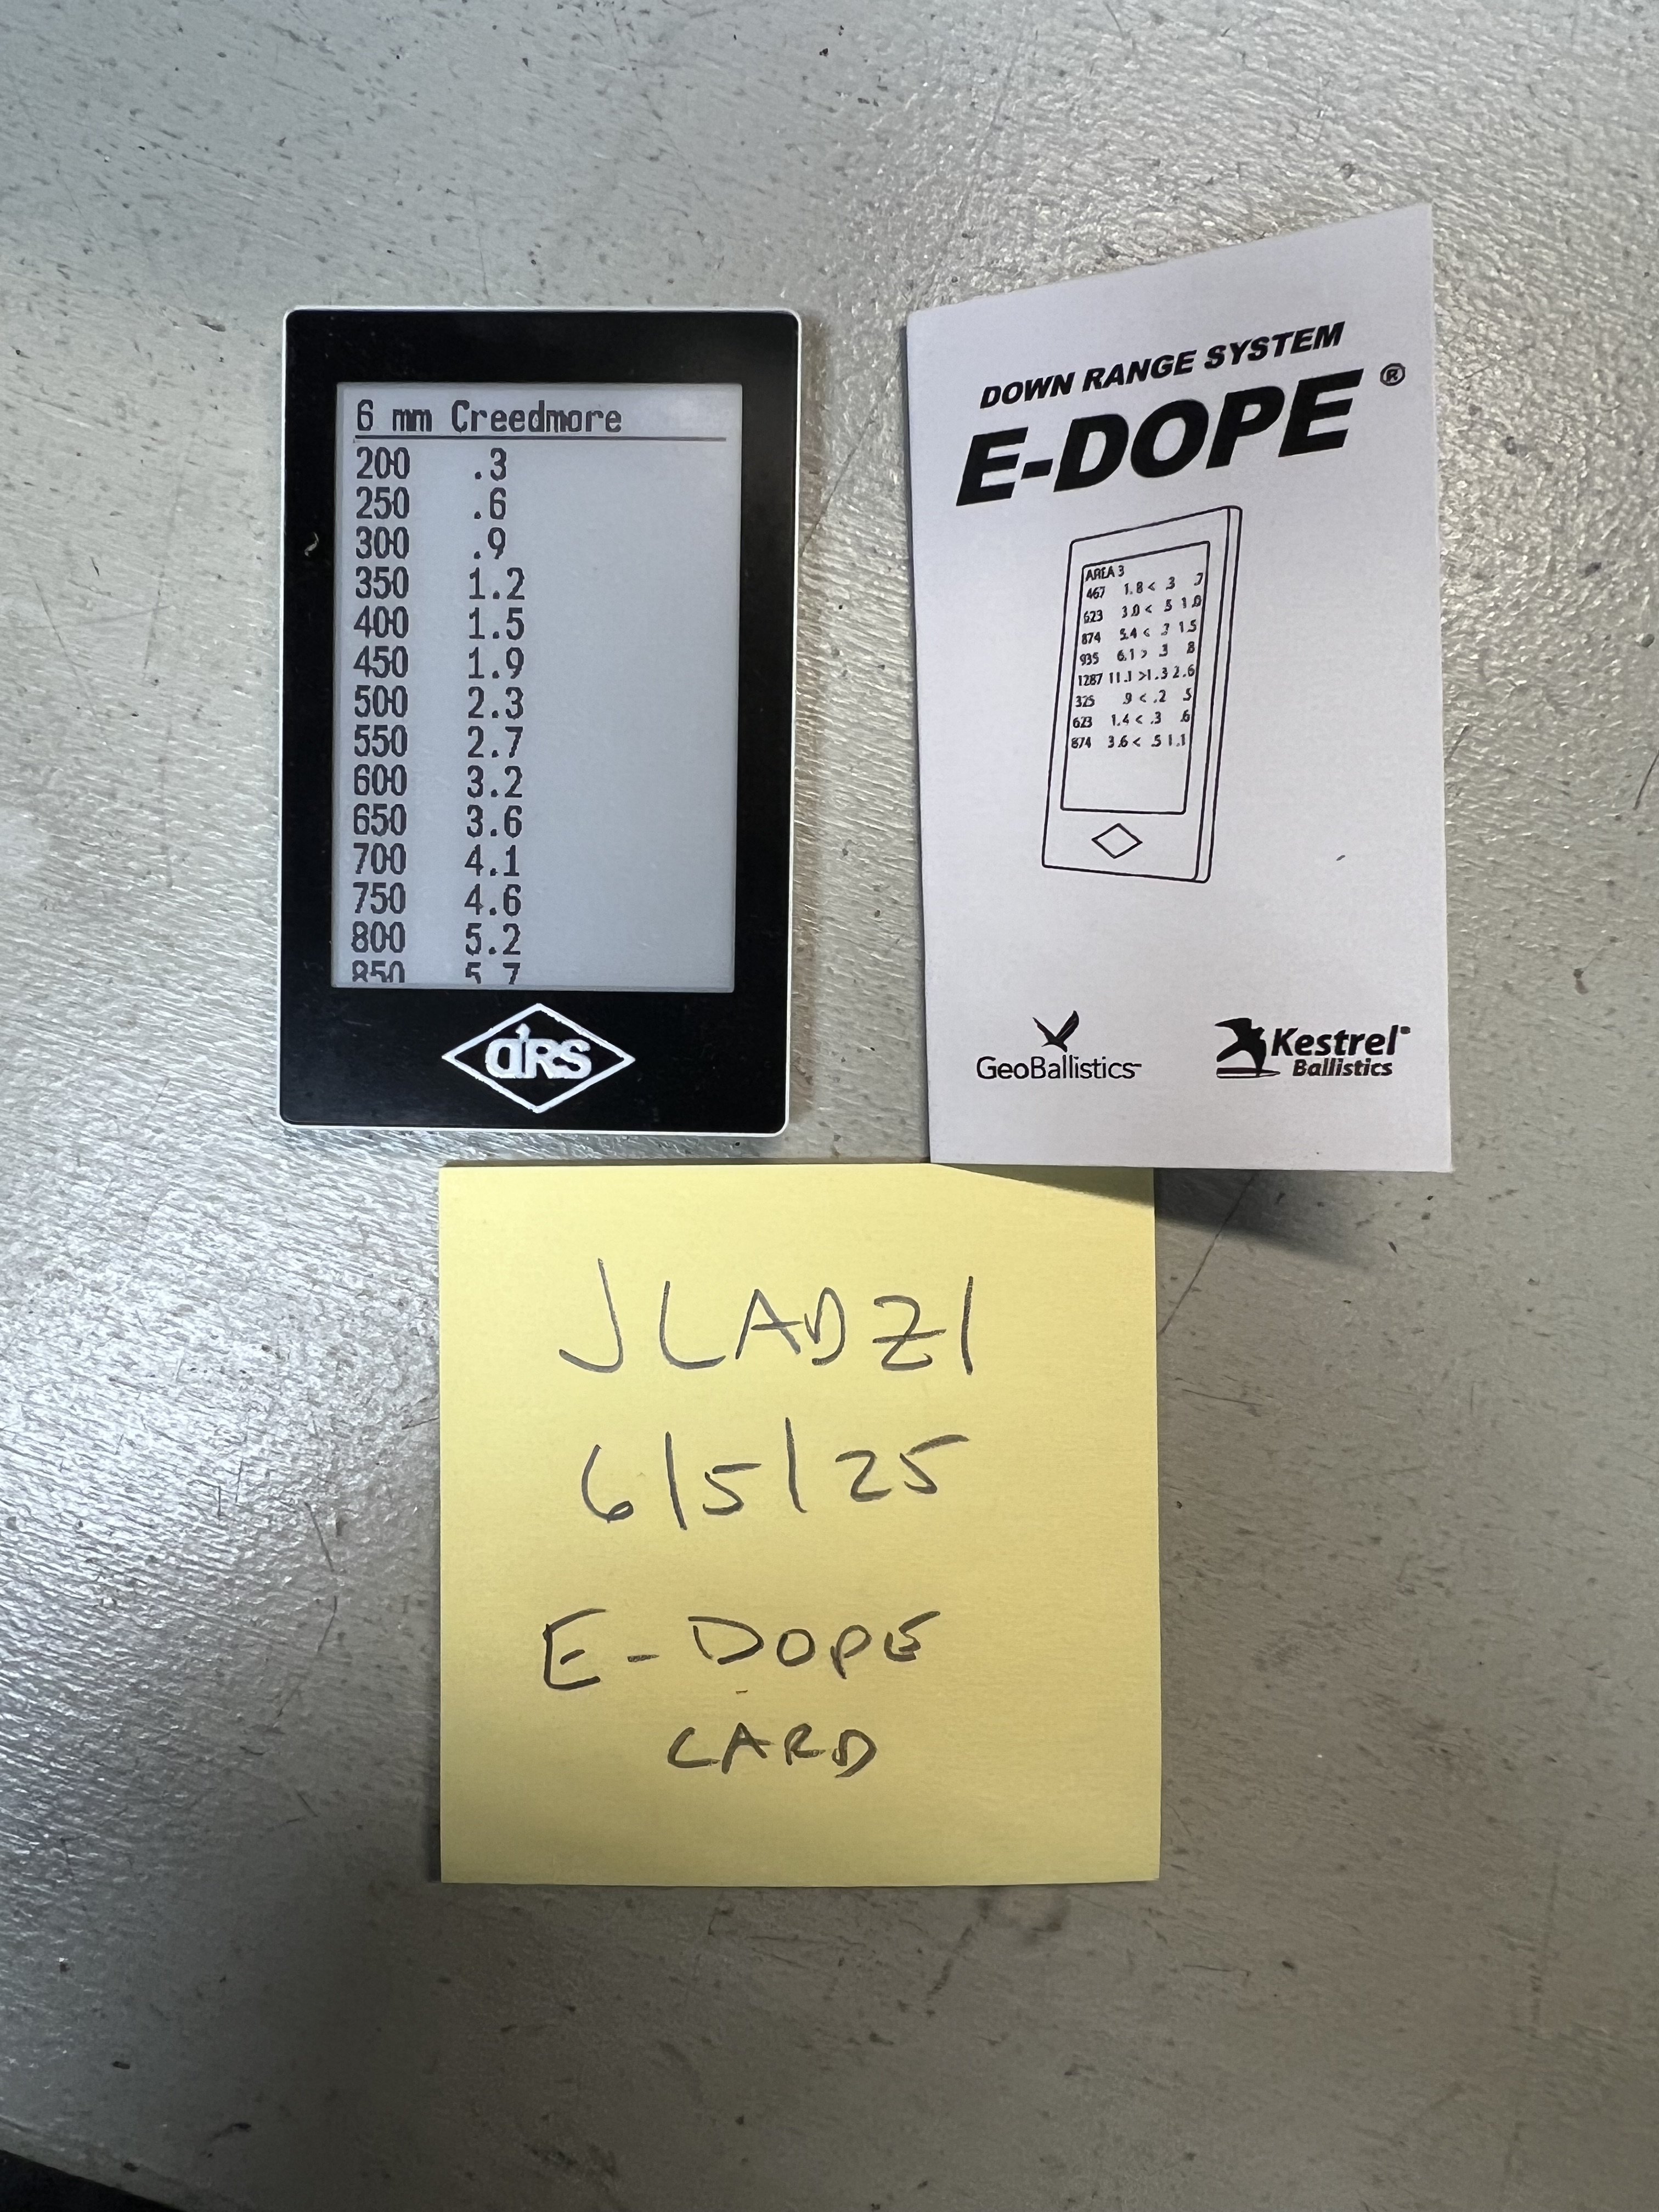 6 mm Creedmore
200 .3
250 .6
300 .9
350 1.2
400 1.5
450 1.9
500 2.3
550 2.7
600 3.2
650 3.6
700 4.1
750 4.6
800 5.2
850 5.7
dRS
DOWN RANGE SYSTEM
E-DOPE ®
AREA 3
467 1.8 < .3 .7
623 3.0 < .5 1.0
874 5.4 < .7 1.5
935 6.1 > .3 .8
1287 11.1 >1.3 2.6
325 .9 < .2 .5
623 1.4 < .3 .6
874 3.6 < .5 1.1
GeoBallistics
Kestrel®
Ballistics
JLADZ1
6/5/25
E-DOPE
CARD